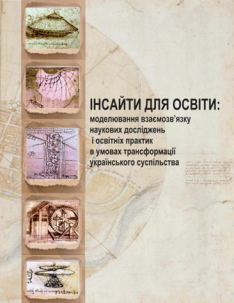 ІНСАЙТИ ДЛЯ ОСВІТИ:
моделювання взаємозв'язку
наукових досліджень
і освітніх практик
в умовах трансформації
українського суспільства